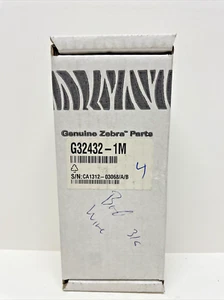 Genuine Zebra™ Parts
G32432-1M
4
S/N:CA1312-03068/A/B